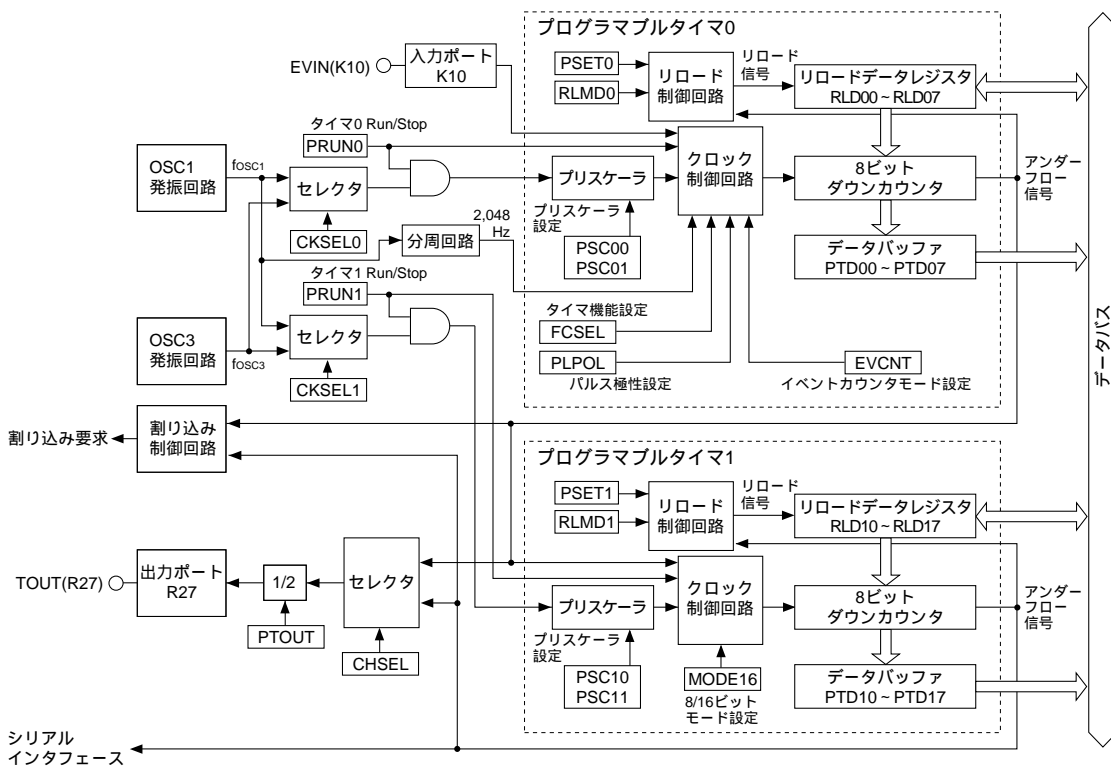 プログラマブルタイマ0
EVIN(K10)
入力ポート
K10
PSET0
RLMD0
リロード
制御回路
リロード
信号
リロードデータレジスタ
RLD00~RLD07
タイマ0 Run/Stop
PRUN0
OSC1
発振回路
fOSC1
セレクタ
CKSEL0
プリスケーラ
プリスケーラ
設定
PSC00
PSC01
クロック
制御回路
8ビット
ダウンカウンタ
アンダー
フロー
信号
データバッファ
PTD00~PTD07
分周回路
2,048
Hz
タイマ1 Run/Stop
PRUN1
OSC3
発振回路
fOSC3
セレクタ
CKSEL1
タイマ機能設定
FCSEL
PLPOL
パルス極性設定
EVCNT
イベントカウンタモード設定
データバス
割り込み要求
割り込み
制御回路
プログラマブルタイマ1
PSET1
RLMD1
リロード
制御回路
リロード
信号
リロードデータレジスタ
RLD10~RLD17
TOUT(R27)
出力ポート
R27
1/2
PTOUT
セレクタ
CHSEL
プリスケーラ
プリスケーラ
設定
PSC10
PSC11
クロック
制御回路
MODE16
8/16ビット
モード設定
8ビット
ダウンカウンタ
アンダー
フロー
信号
データバッファ
PTD10~PTD17
シリアル
インタフェース